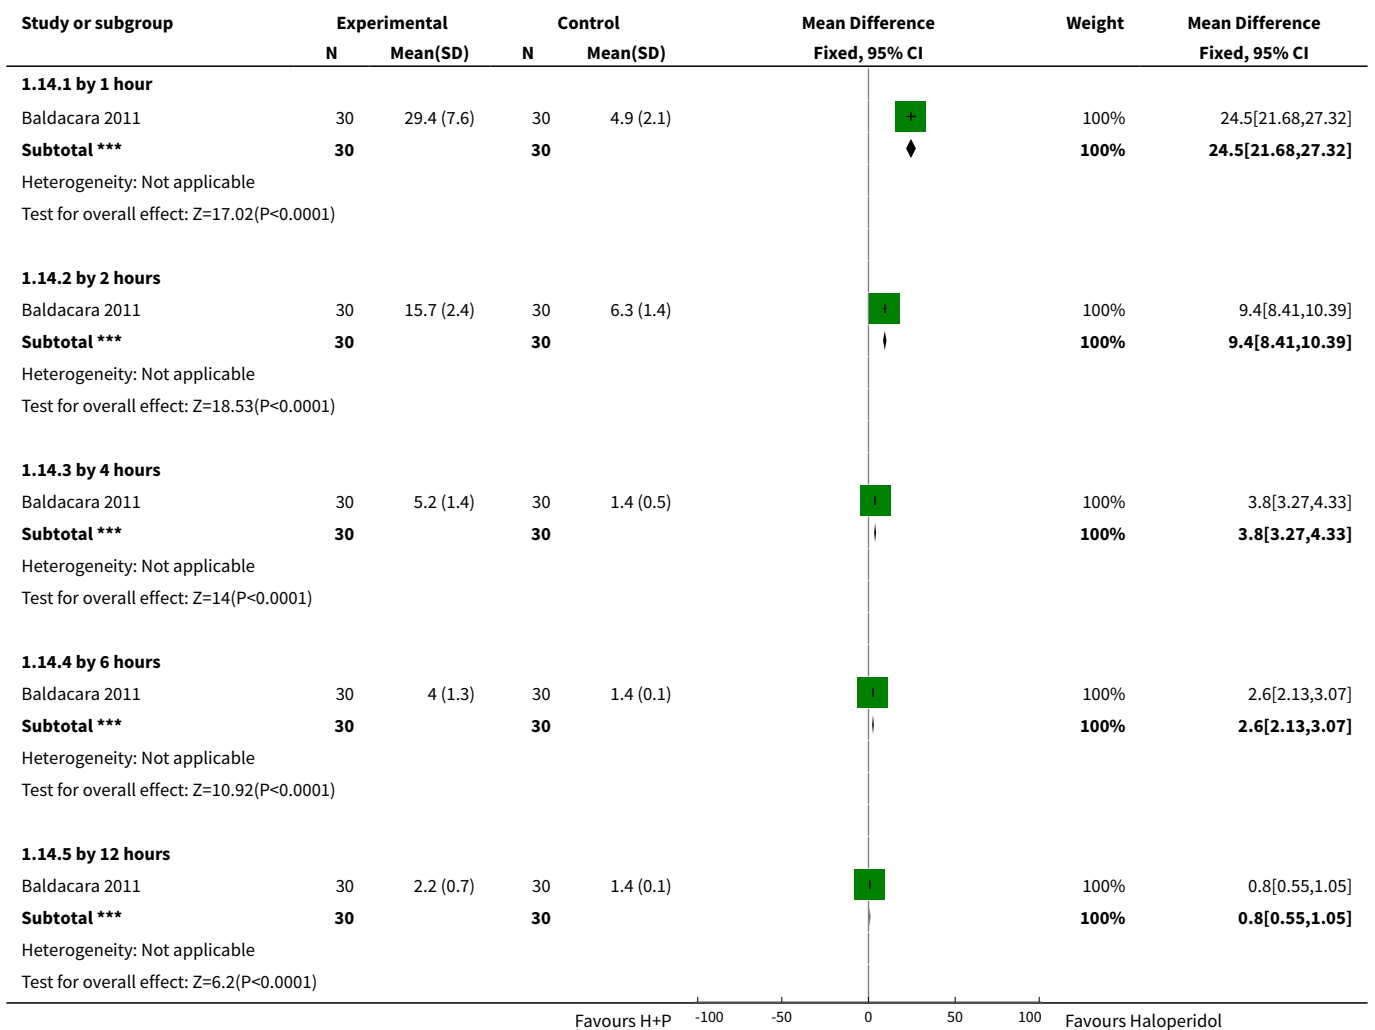 Study or subgroup Experimental Control Mean Difference Weight Mean Difference
N Mean(SD) N Mean(SD) Fixed, 95% CI Fixed, 95% CI
1.14.1 by 1 hour
Baldacara 2011 30 29.4 (7.6) 30 4.9 (2.1) 100% 24.5[21.68,27.32]
Subtotal *** 30 30 100% 24.5[21.68,27.32]
Heterogeneity: Not applicable
Test for overall effect: Z=17.02(P<0.0001)
1.14.2 by 2 hours
Baldacara 2011 30 15.7 (2.4) 30 6.3 (1.4) 100% 9.4[8.41,10.39]
Subtotal *** 30 30 100% 9.4[8.41,10.39]
Heterogeneity: Not applicable
Test for overall effect: Z=18.53(P<0.0001)
1.14.3 by 4 hours
Baldacara 2011 30 5.2 (1.4) 30 1.4 (0.5) 100% 3.8[3.27,4.33]
Subtotal *** 30 30 100% 3.8[3.27,4.33]
Heterogeneity: Not applicable
Test for overall effect: Z=14(P<0.0001)
1.14.4 by 6 hours
Baldacara 2011 30 4 (1.3) 30 1.4 (0.1) 100% 2.6[2.13,3.07]
Subtotal *** 30 30 100% 2.6[2.13,3.07]
Heterogeneity: Not applicable
Test for overall effect: Z=10.92(P<0.0001)
1.14.5 by 12 hours
Baldacara 2011 30 2.2 (0.7) 30 1.4 (0.1) 100% 0.8[0.55,1.05]
Subtotal *** 30 30 100% 0.8[0.55,1.05]
Heterogeneity: Not applicable
Test for overall effect: Z=6.2(P<0.0001)
Favours H+P -100 -50 0 50 100 Favours Haloperidol